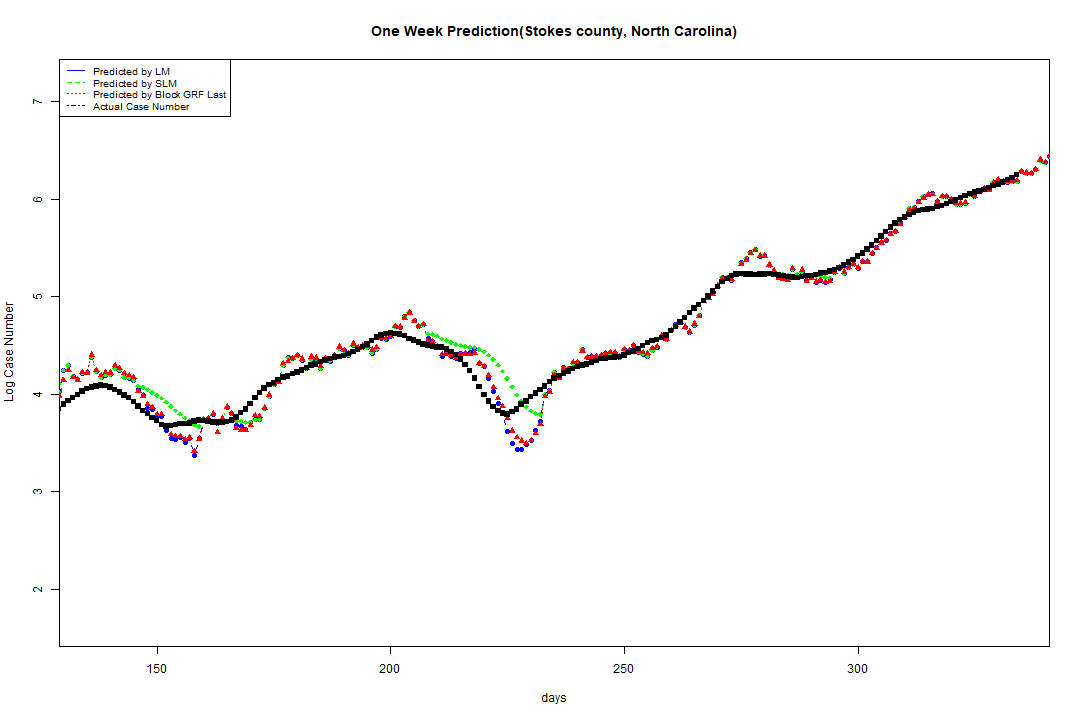 One Week Prediction(Stokes county, North Carolina)
Predicted by LM
Predicted by SLM
Predicted by Block GRF Last
Actual Case Number
7
6
5
4
3
2
Log Case Number
150 200 250 300
days